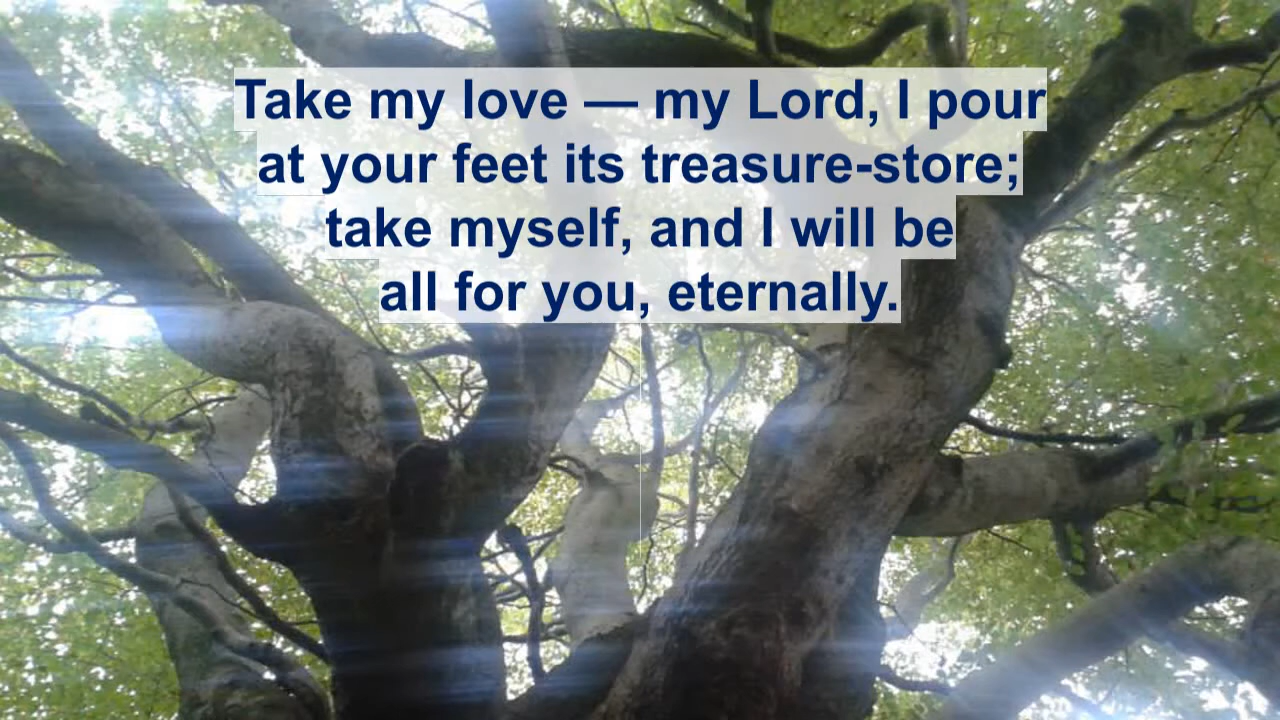 Take my love — my Lord, I pour
at your feet its treasure-store;
take myself, and I will be
all for you, eternally.